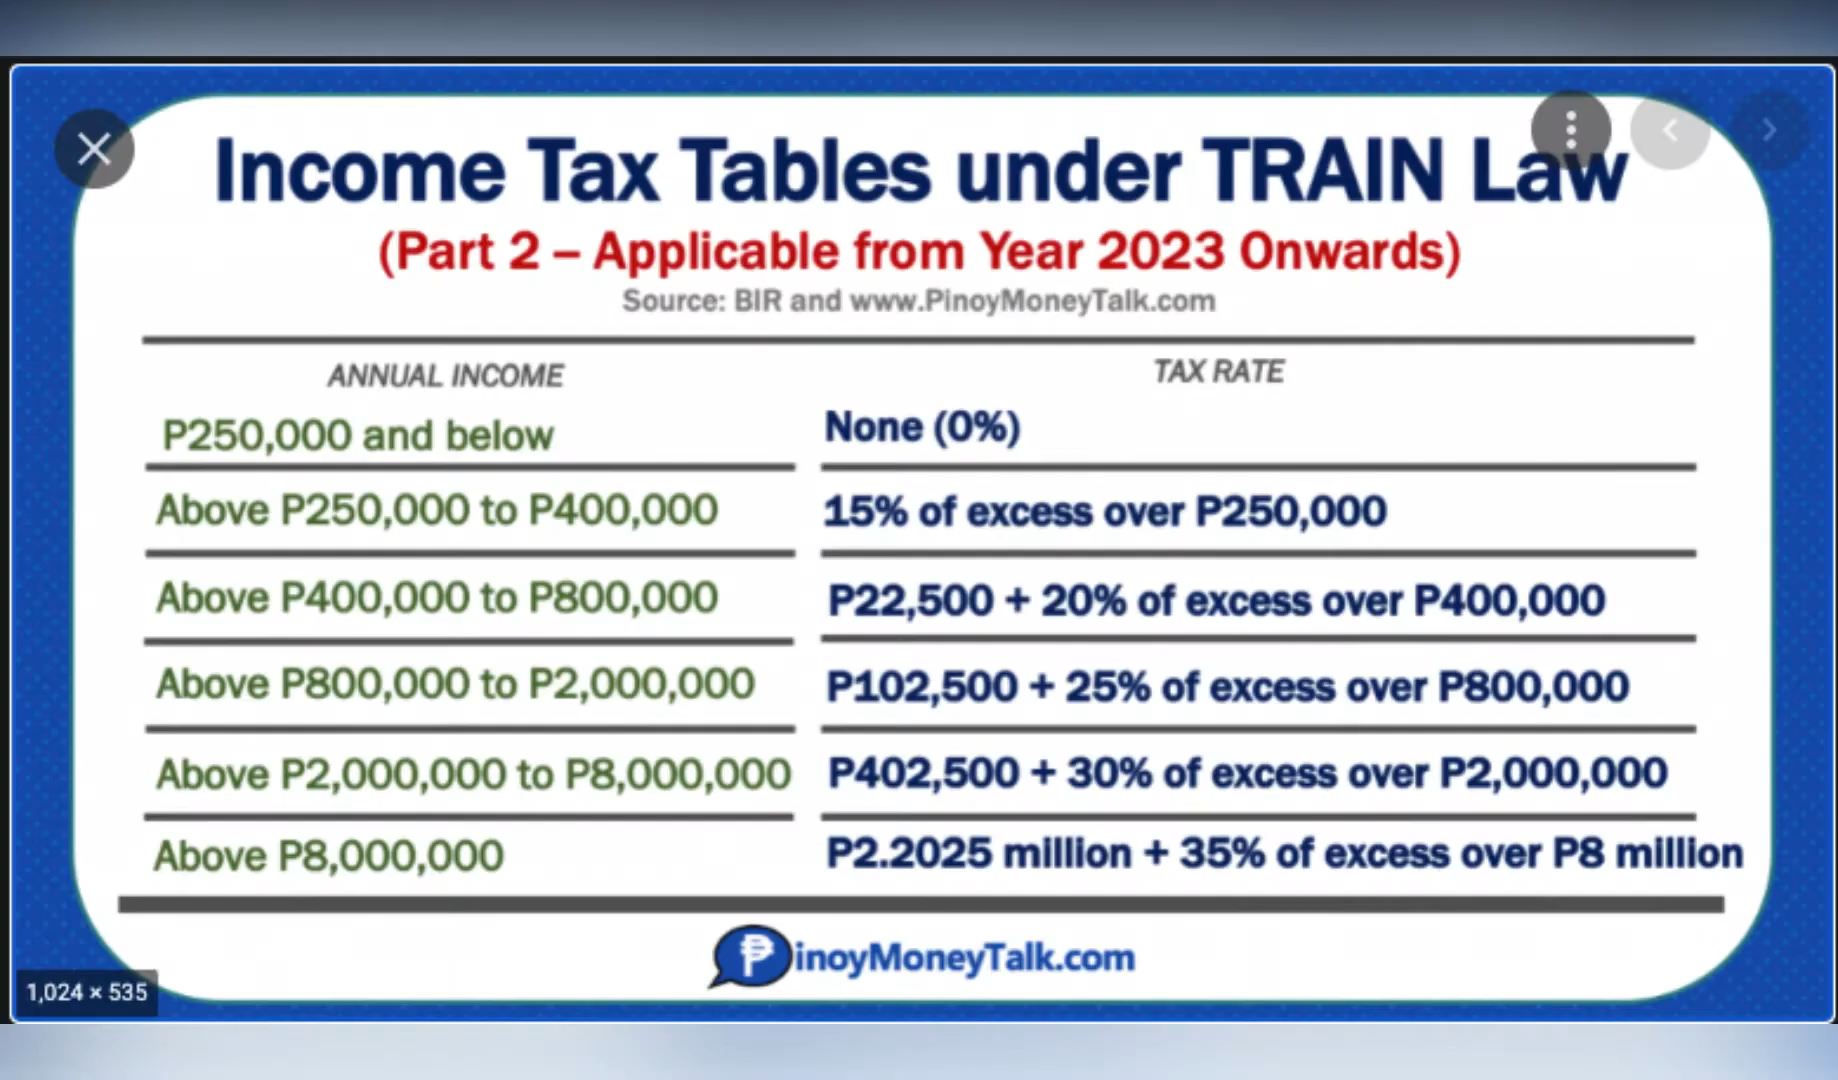 Income Tax Tables under TRAIN Law
(Part 2 – Applicable from Year 2023 Onwards)
Source: BIR and www.PinoyMoneyTalk.com
ANNUAL INCOME TAX RATE
P250,000 and below None (0%)
Above P250,000 to P400,000 15% of excess over P250,000
Above P400,000 to P800,000 P22,500 + 20% of excess over P400,000
Above P800,000 to P2,000,000 P102,500 + 25% of excess over P800,000
Above P2,000,000 to P8,000,000 P402,500 + 30% of excess over P2,000,000
Above P8,000,000 P2.2025 million + 35% of excess over P8 million
PinoyMoneyTalk.com
1,024 × 535